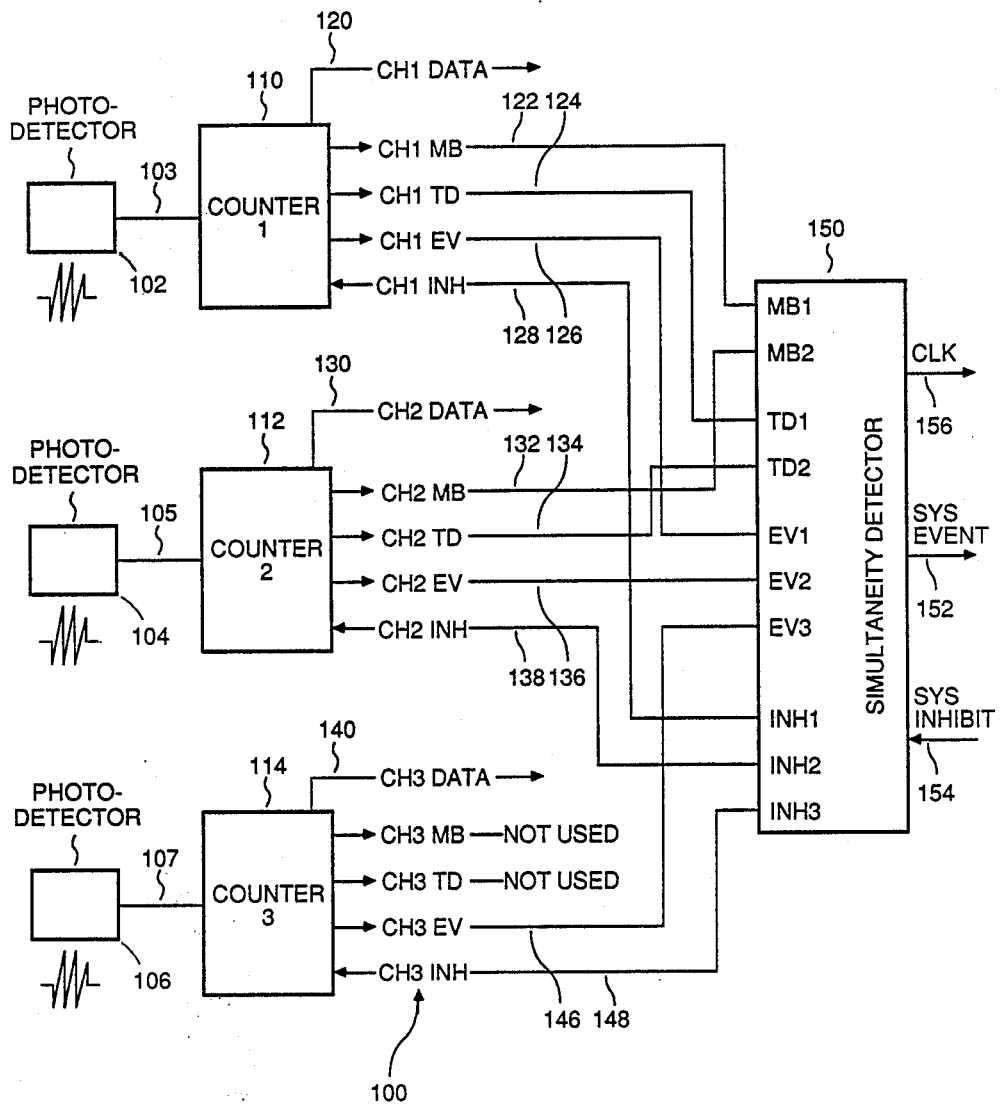 120
CH1 DATA
110
PHOTO-
DETECTOR
103
COUNTER
1
102
CH1 MB
CH1 TD
CH1 EV
CH1 INH
122
124
128
126
130
CH2 DATA
112
PHOTO-
DETECTOR
105
COUNTER
2
104
CH2 MB
CH2 TD
CH2 EV
CH2 INH
132
134
138
136
140
CH3 DATA
114
PHOTO-
DETECTOR
107
COUNTER
3
106
CH3 MB
NOT USED
CH3 TD
NOT USED
CH3 EV
CH3 INH
146
148
100
150
MB1
MB2
TD1
TD2
EV1
EV2
EV3
INH1
INH2
INH3
SIMULTANEITY DETECTOR
CLK
156
SYS
EVENT
152
SYS
INHIBIT
154